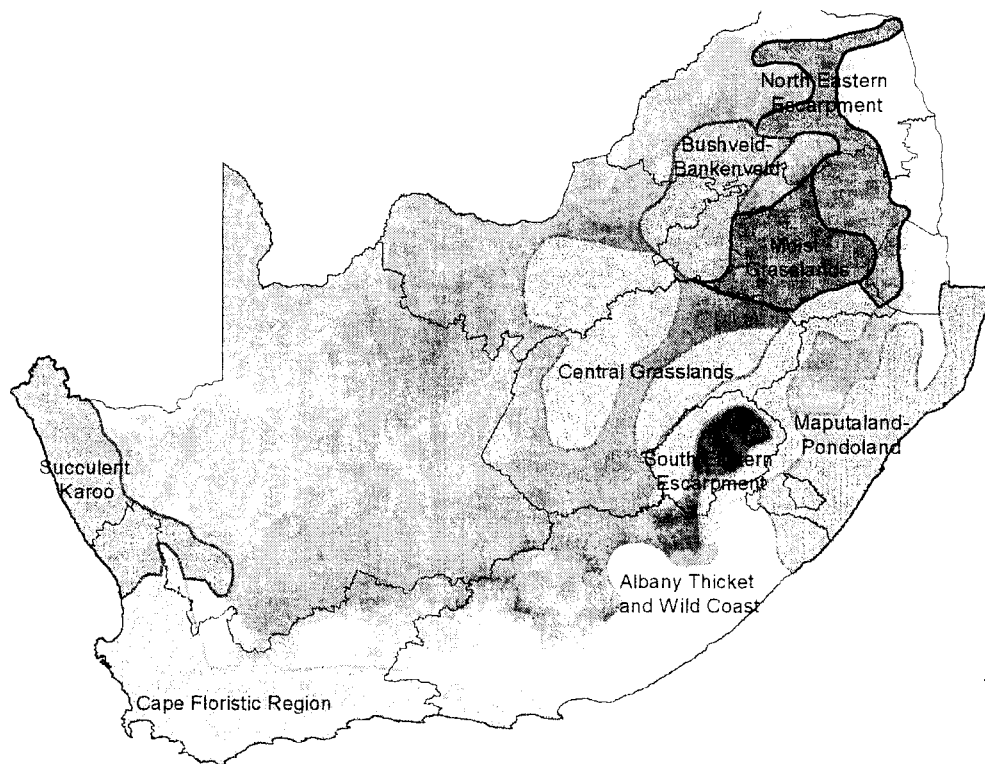 North Eastern
Escarpment
Bushveld-
Bankenveld
Moist
Grasslands
Central Grasslands
Maputaland-
Pondoland
South Eastern
Escarpment
Succulent
Karoo
Albany Thicket
and Wild Coast
Cape Floristic Region